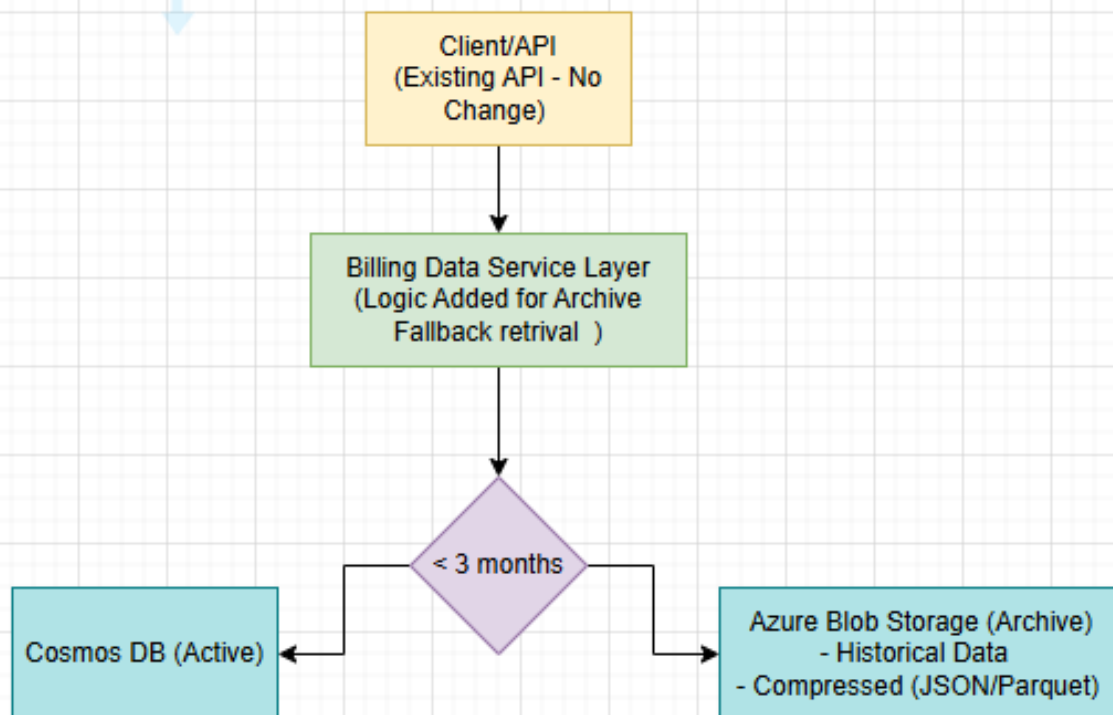 Client/API
(Existing API - No
Change)
Billing Data Service Layer
(Logic Added for Archive
Fallback retrival  )
< 3 months
Cosmos DB (Active)
Azure Blob Storage (Archive)
- Historical Data
- Compressed (JSON/Parquet)